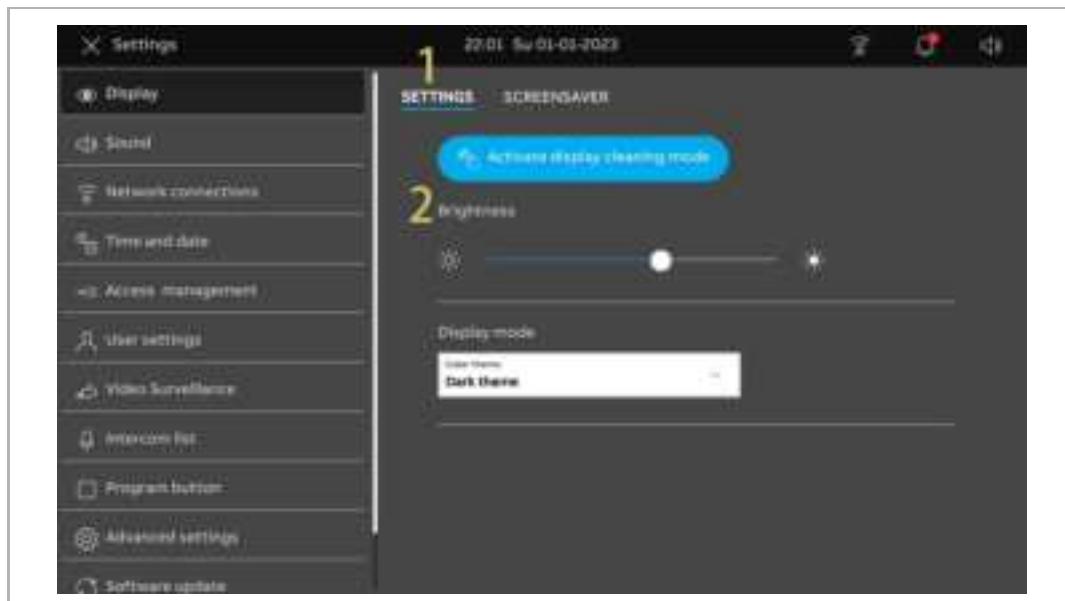 Settings
22:01 Su 01-01-2023
1
SETTINGS SCREENSAVER
Display
Sound
Activate display cleaning mode
Network connections
2
Brightness
Time and date
Access management
User settings
Display mode
Color theme
Dark theme
Video Surveillance
Intercom list
Program button
Advanced settings
Software update